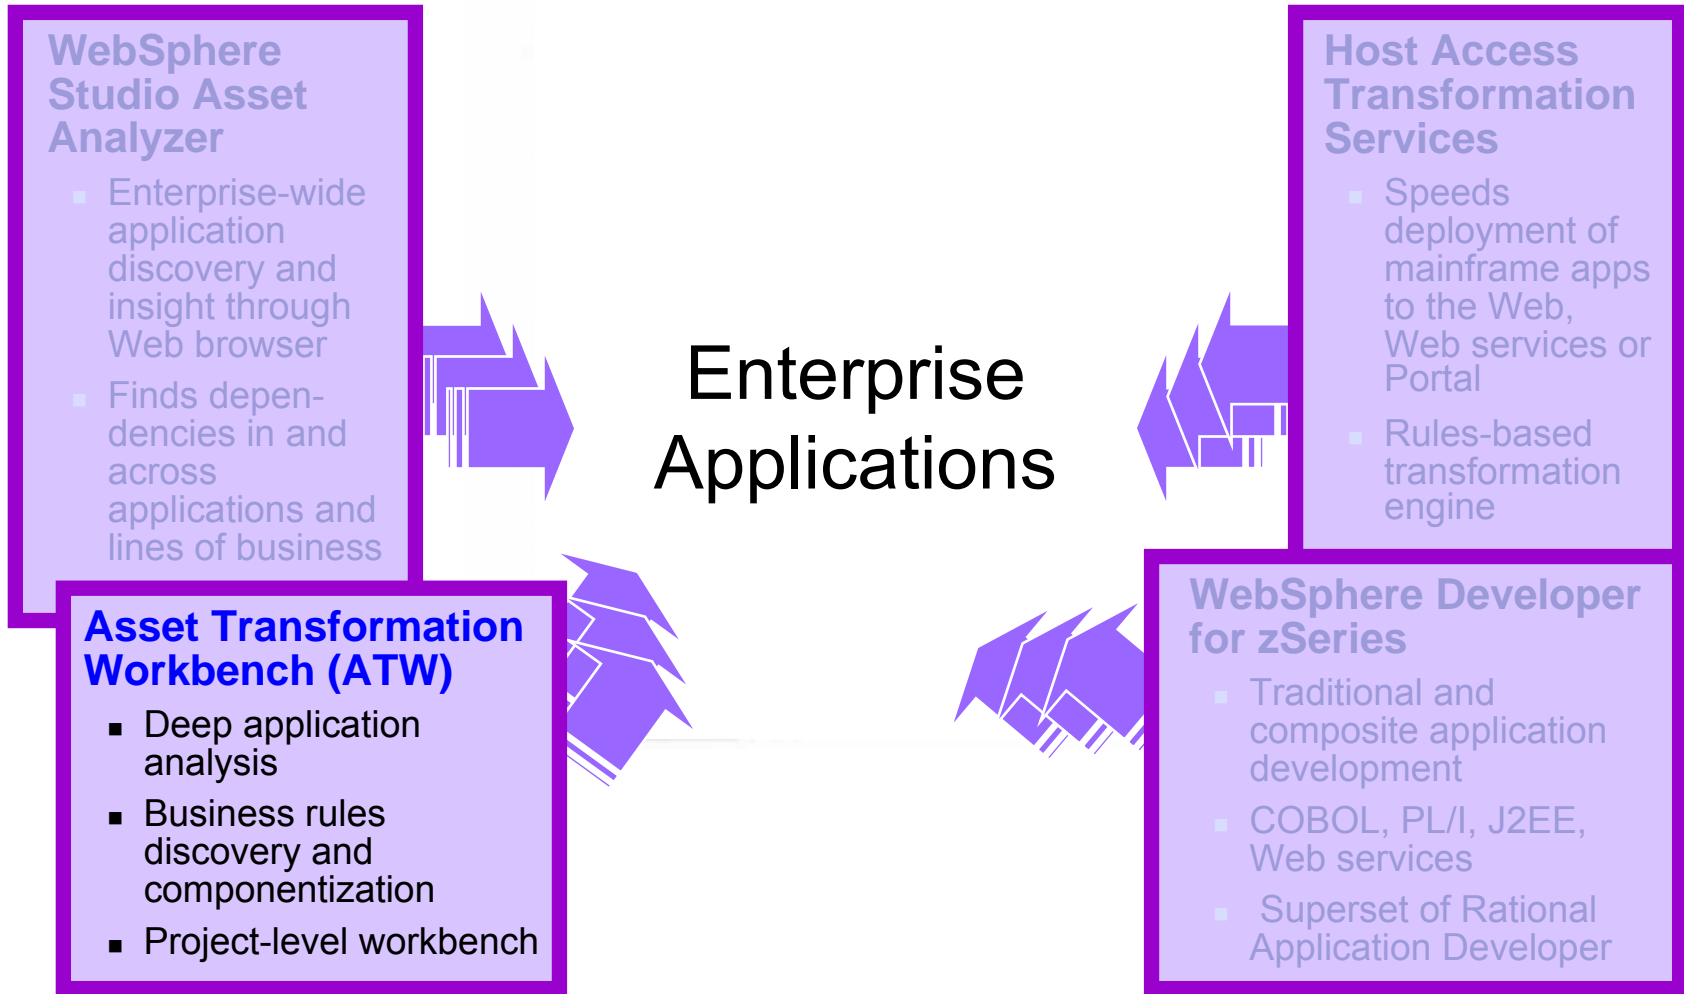 WebSphere
Studio Asset
Analyzer
▪ Enterprise-wide
application
discovery and
insight through
Web browser
▪ Finds depen-
dencies in and
across
applications and
lines of business
Asset Transformation
Workbench (ATW)
▪ Deep application
analysis
▪ Business rules
discovery and
componentization
▪ Project-level workbench
Enterprise
Applications
Host Access
Transformation
Services
▪ Speeds
deployment of
mainframe apps
to the Web,
Web services or
Portal
▪ Rules-based
transformation
engine
WebSphere Developer
for zSeries
▪ Traditional and
composite application
development
▪ COBOL, PL/I, J2EE,
Web services
▪ Superset of Rational
Application Developer